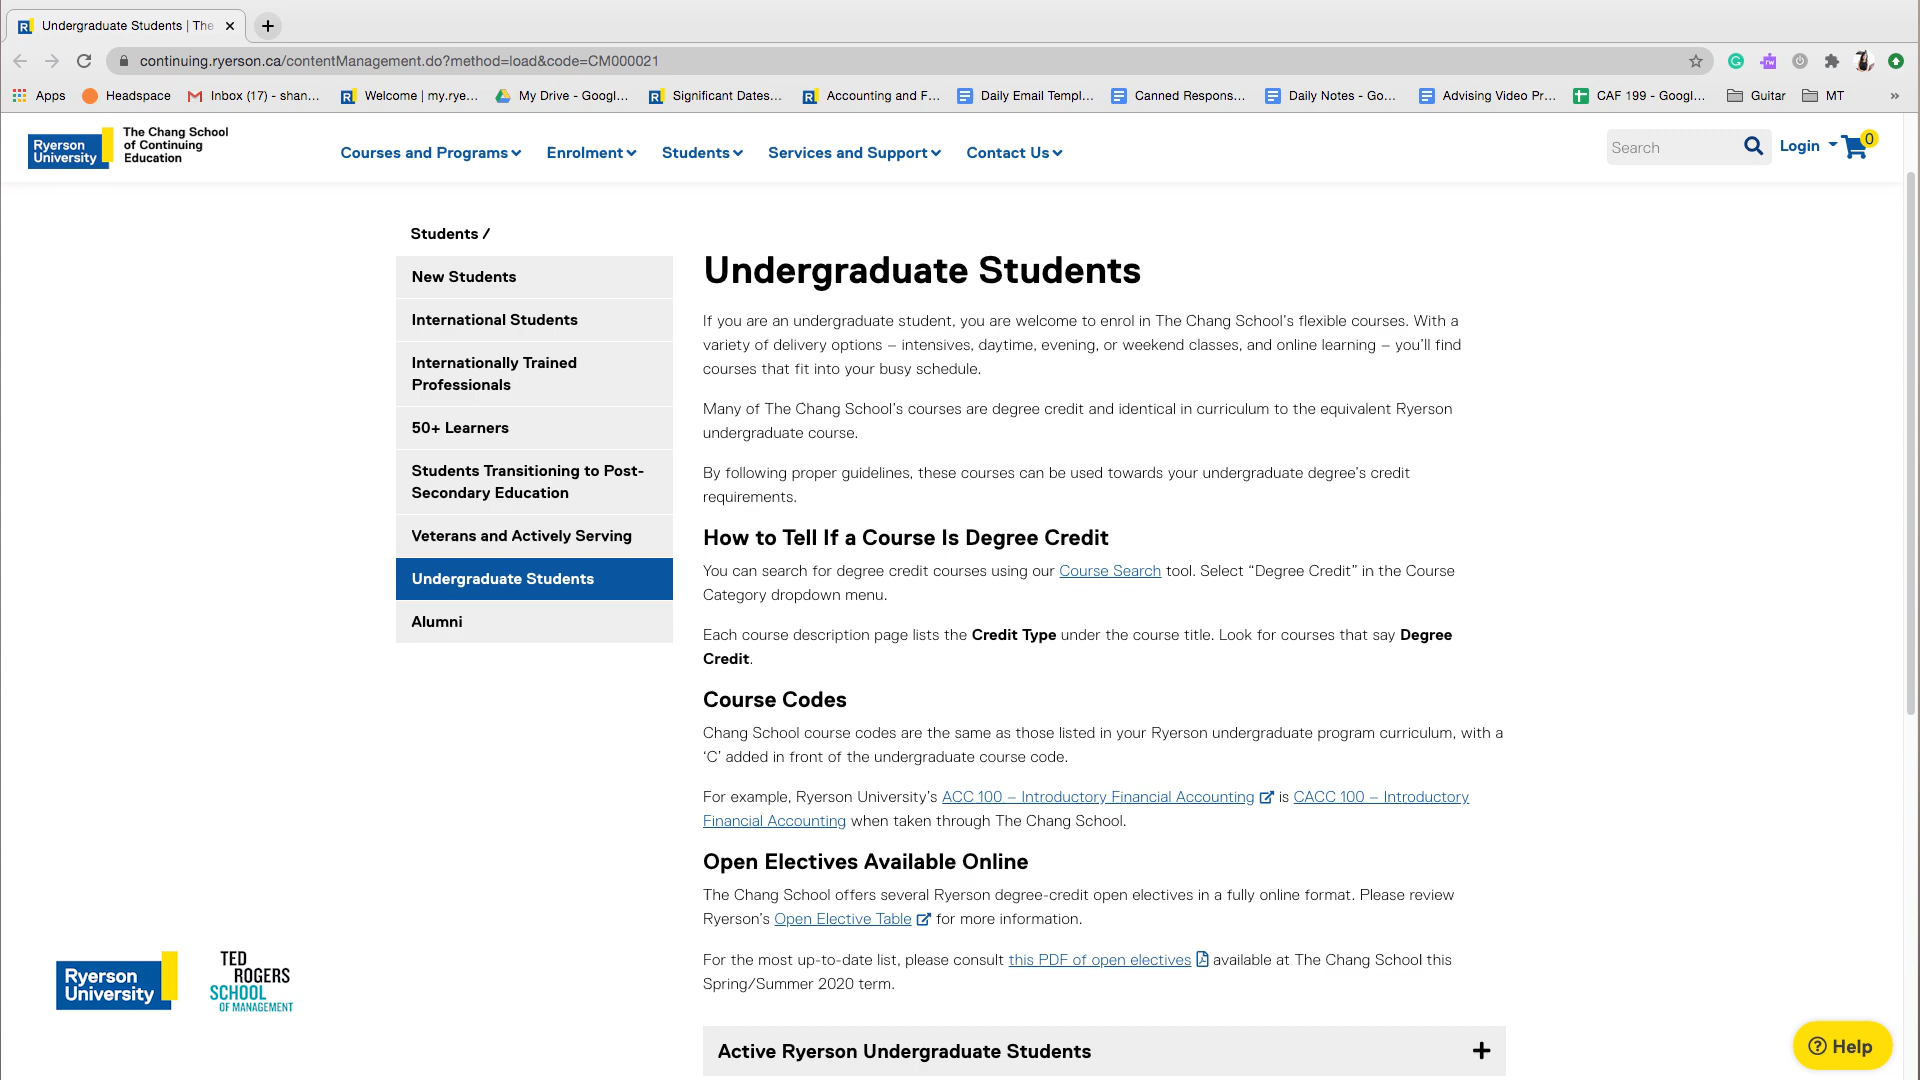 Undergraduate Students | The
continuing.ryerson.ca/contentManagement.do?method=load&code=CM000021
Apps
Headspace
Inbox (17) - shan...
Welcome | my.rye...
My Drive - Googl...
Significant Dates...
Accounting and F...
Daily Email Templ...
Canned Respons...
Daily Notes - Go...
Advising Video Pr...
CAF 199 - Googl...
Guitar
MT
»
Ryerson
University
The Chang School
of Continuing
Education
Courses and Programs
Enrolment
Students
Services and Support
Contact Us
Search
Login
0
Students /
New Students
International Students
Internationally Trained
Professionals
50+ Learners
Students Transitioning to Post-
Secondary Education
Veterans and Actively Serving
Undergraduate Students
Alumni
Undergraduate Students
If you are an undergraduate student, you are welcome to enrol in The Chang School’s flexible courses. With a
variety of delivery options – intensives, daytime, evening, or weekend classes, and online learning – you’ll find
courses that fit into your busy schedule.
Many of The Chang School’s courses are degree credit and identical in curriculum to the equivalent Ryerson
undergraduate course.
By following proper guidelines, these courses can be used towards your undergraduate degree’s credit
requirements.
How to Tell If a Course Is Degree Credit
You can search for degree credit courses using our Course Search tool. Select “Degree Credit” in the Course
Category dropdown menu.
Each course description page lists the Credit Type under the course title. Look for courses that say Degree
Credit.
Course Codes
Chang School course codes are the same as those listed in your Ryerson undergraduate program curriculum, with a
‘C’ added in front of the undergraduate course code.
For example, Ryerson University’s ACC 100 – Introductory Financial Accounting is CACC 100 – Introductory
Financial Accounting when taken through The Chang School.
Open Electives Available Online
The Chang School offers several Ryerson degree-credit open electives in a fully online format. Please review
Ryerson’s Open Elective Table for more information.
For the most up-to-date list, please consult this PDF of open electives available at The Chang School this
Spring/Summer 2020 term.
Active Ryerson Undergraduate Students
Ryerson
University
TED
ROGERS
SCHOOL
OF MANAGEMENT
Help